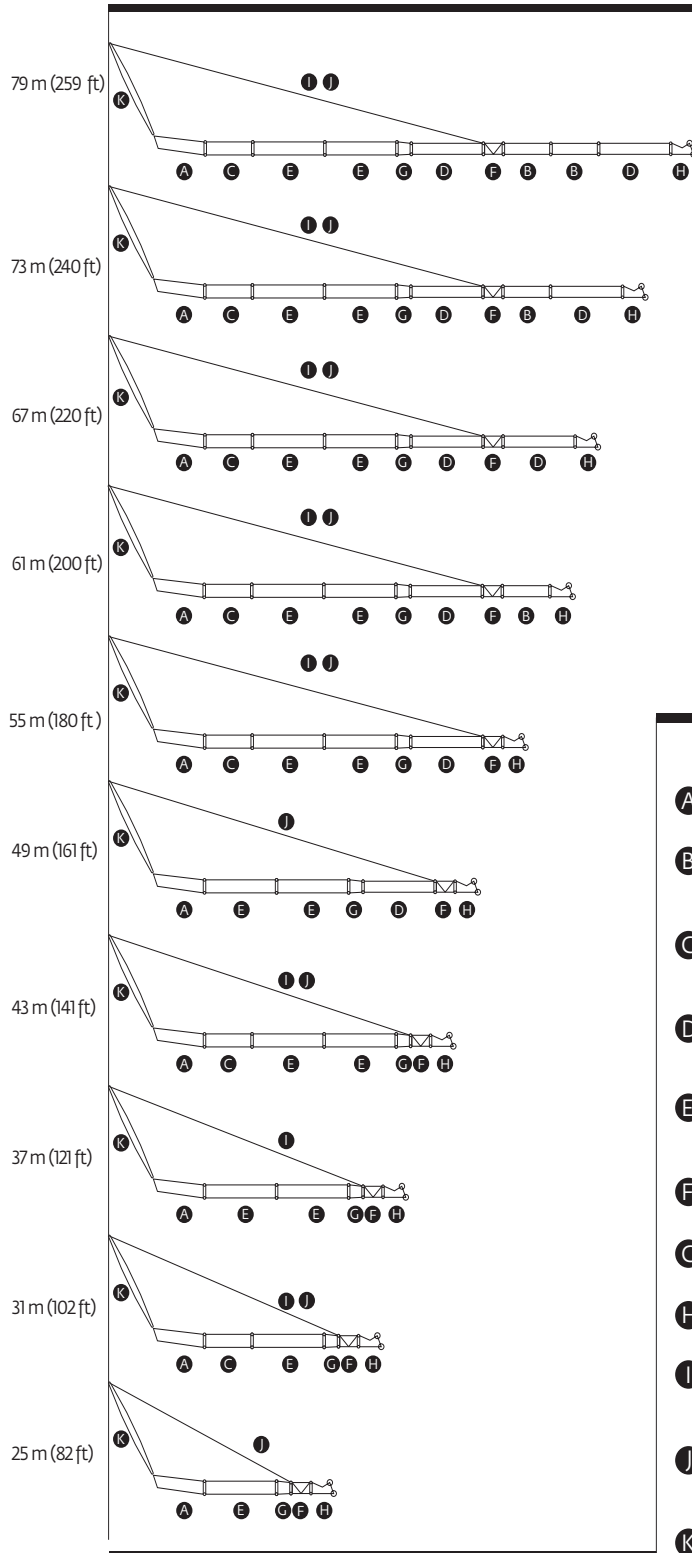 79 m (259 ft)
K
I J
A C E E G D F B B D H
73 m (240 ft)
K
I J
A C E E G D F B D H
67 m (220 ft)
K
I J
A C E E G D F D H
61 m (200 ft)
K
I J
A C E E G D F B H
55 m (180 ft)
K
I J
A C E E G D F H
49 m (161 ft)
K
J
A E E G D F H
43 m (141 ft)
K
I J
A C E E G F H
37 m (121 ft)
K
I
A E E G F H
31 m (102 ft)
K
I J
A C E G F H
25 m (82 ft)
K
J
A E G F H
A
B
C
D
E
F
G
H
I
J
K